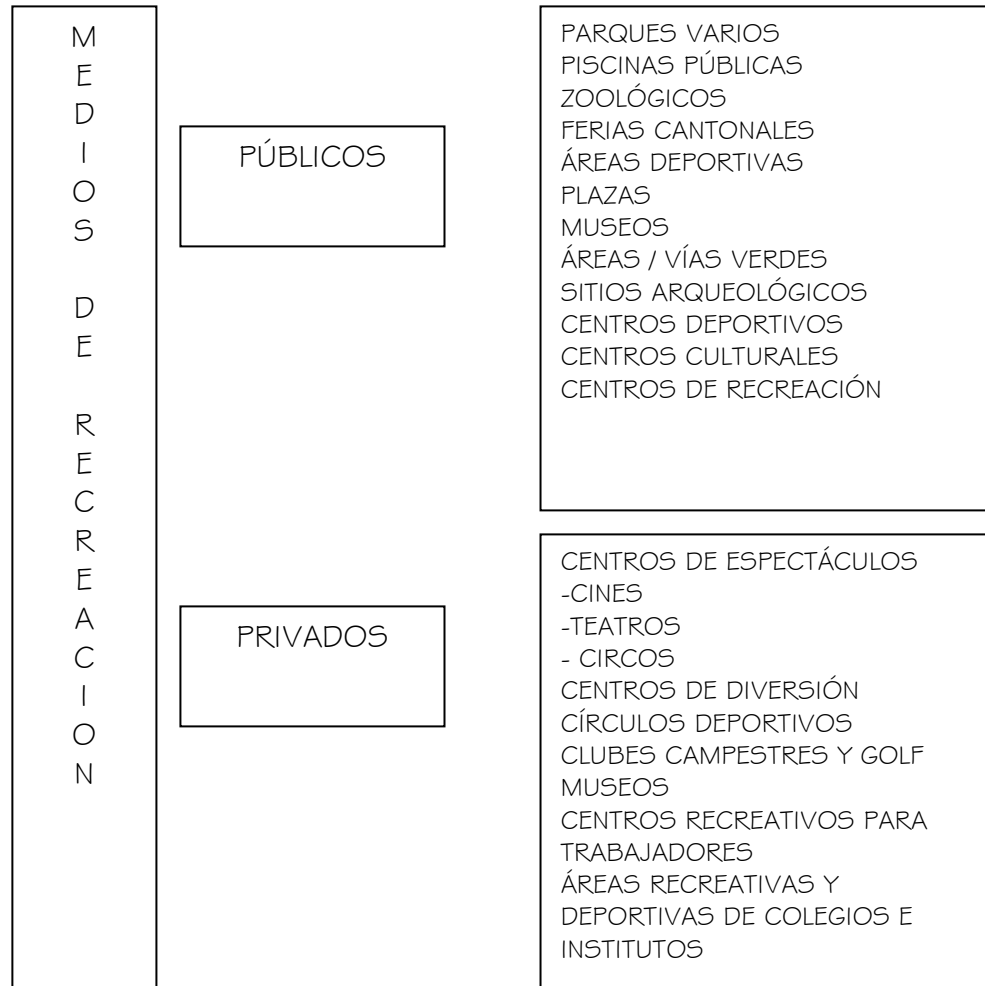 MEDIOS DE RECREACION
PÚBLICOS
PARQUES VARIOS
PISCINAS PÚBLICAS
ZOOLÓGICOS
FERIAS CANTONALES
ÁREAS DEPORTIVAS
PLAZAS
MUSEOS
ÁREAS / VÍAS VERDES
SITIOS ARQUEOLÓGICOS
CENTROS DEPORTIVOS
CENTROS CULTURALES
CENTROS DE RECREACIÓN
PRIVADOS
CENTROS DE ESPECTÁCULOS
-CINES
-TEATROS
- CIRCOS
CENTROS DE DIVERSIÓN
CÍRCULOS DEPORTIVOS
CLUBES CAMPESTRES Y GOLF
MUSEOS
CENTROS RECREATIVOS PARA
TRABAJADORES
ÁREAS RECREATIVAS Y
DEPORTIVAS DE COLEGIOS E
INSTITUTOS